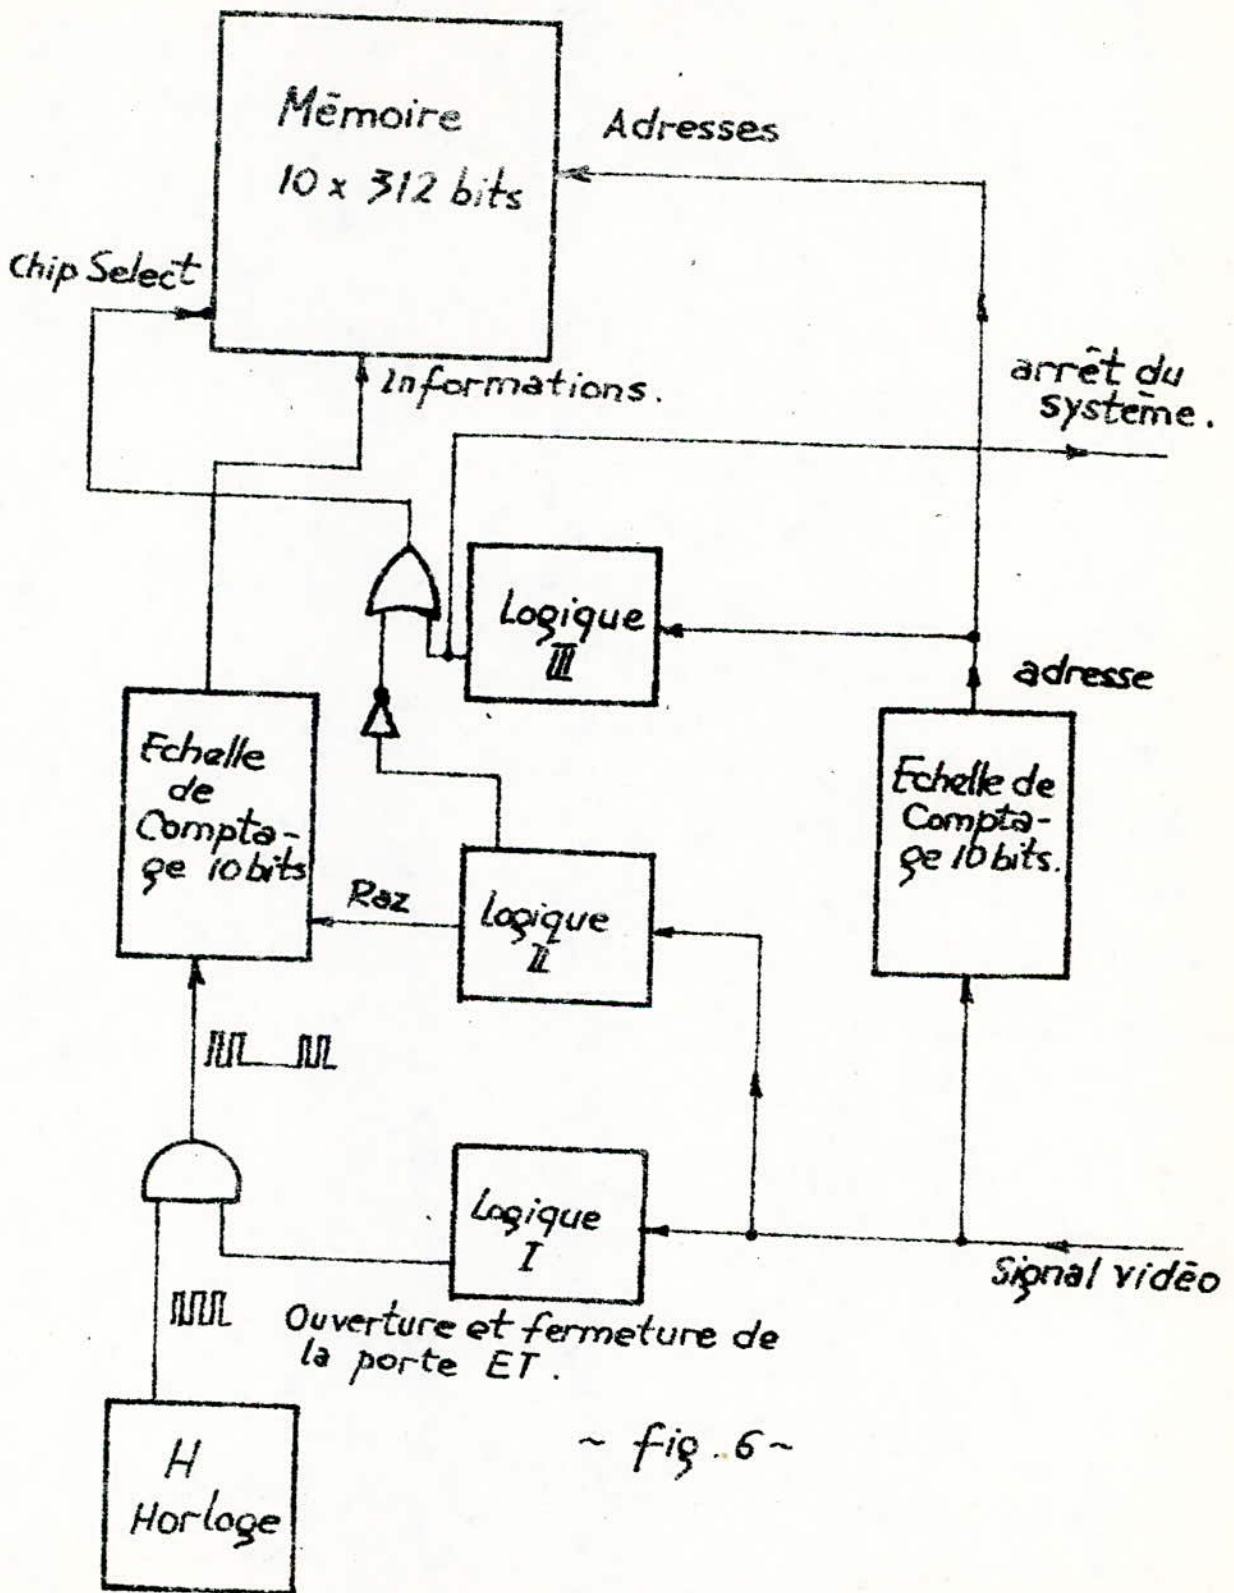 Mémoire
10 x 312 bits
Adresses
Chip Select
Informations.
arrêt du
système.
Logique
III
adresse
Echelle
de
Compta-
ge 10 bits
Echelle de
Compta-
ge 10 bits.
Raz
Logique
II
Logique
I
Signal vidéo
Ouverture et fermeture de
la porte ET.
H
Horloge
~ fig. 6 ~